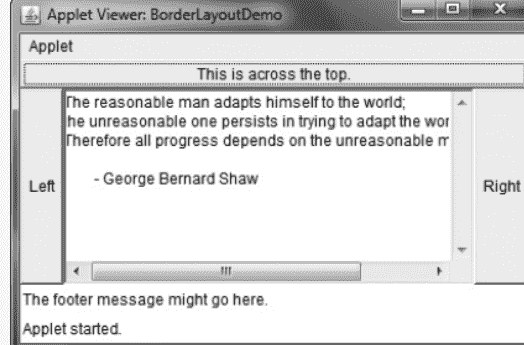 Applet Viewer: BorderLayoutDemo
Applet
This is across the top.
The reasonable man adapts himself to the world;
he unreasonable one persists in trying to adapt the wor
Therefore all progress depends on the unreasonable m
- George Bernard Shaw
Left
Right
The footer message might go here.
Applet started.